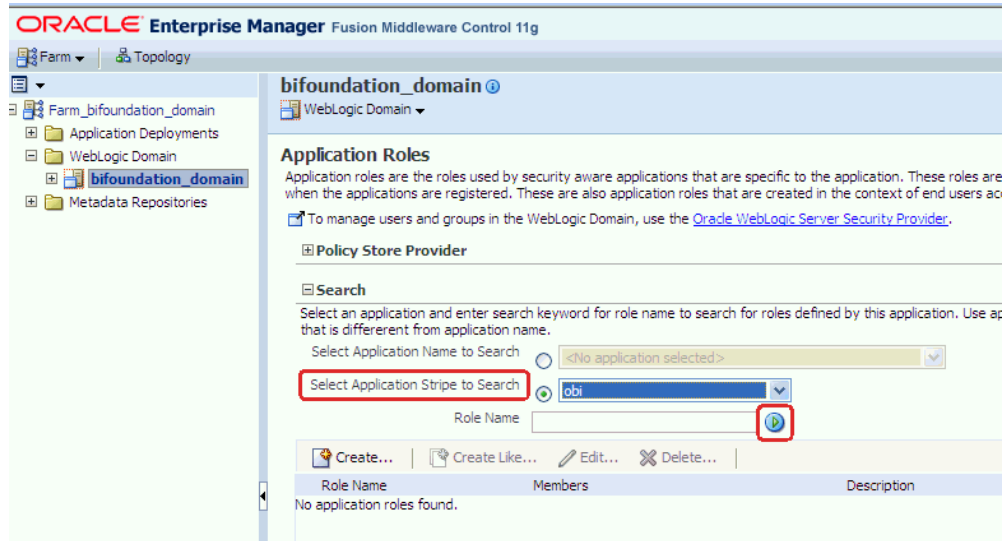 ORACLE Enterprise Manager Fusion Middleware Control 11g
Farm Topology
Farm_bifoundation_domain
Application Deployments
WebLogic Domain
bifoundation_domain
Metadata Repositories
bifoundation_domain
WebLogic Domain
Application Roles
Application roles are the roles used by security aware applications that are specific to the application. These roles are
when the applications are registered. These are also application roles that are created in the context of end users
To manage users and groups in the WebLogic Domain, use the Oracle WebLogic Server Security Provider.
Policy Store Provider
Search
Select an application and enter search keyword for role name to search for roles defined by this application. Use
that is differerent from application name.
Select Application Name to Search <No application selected>
Select Application Stripe to Search obi
Role Name
Create... Create Like... Edit... Delete...
Role Name Members Description
No application roles found.